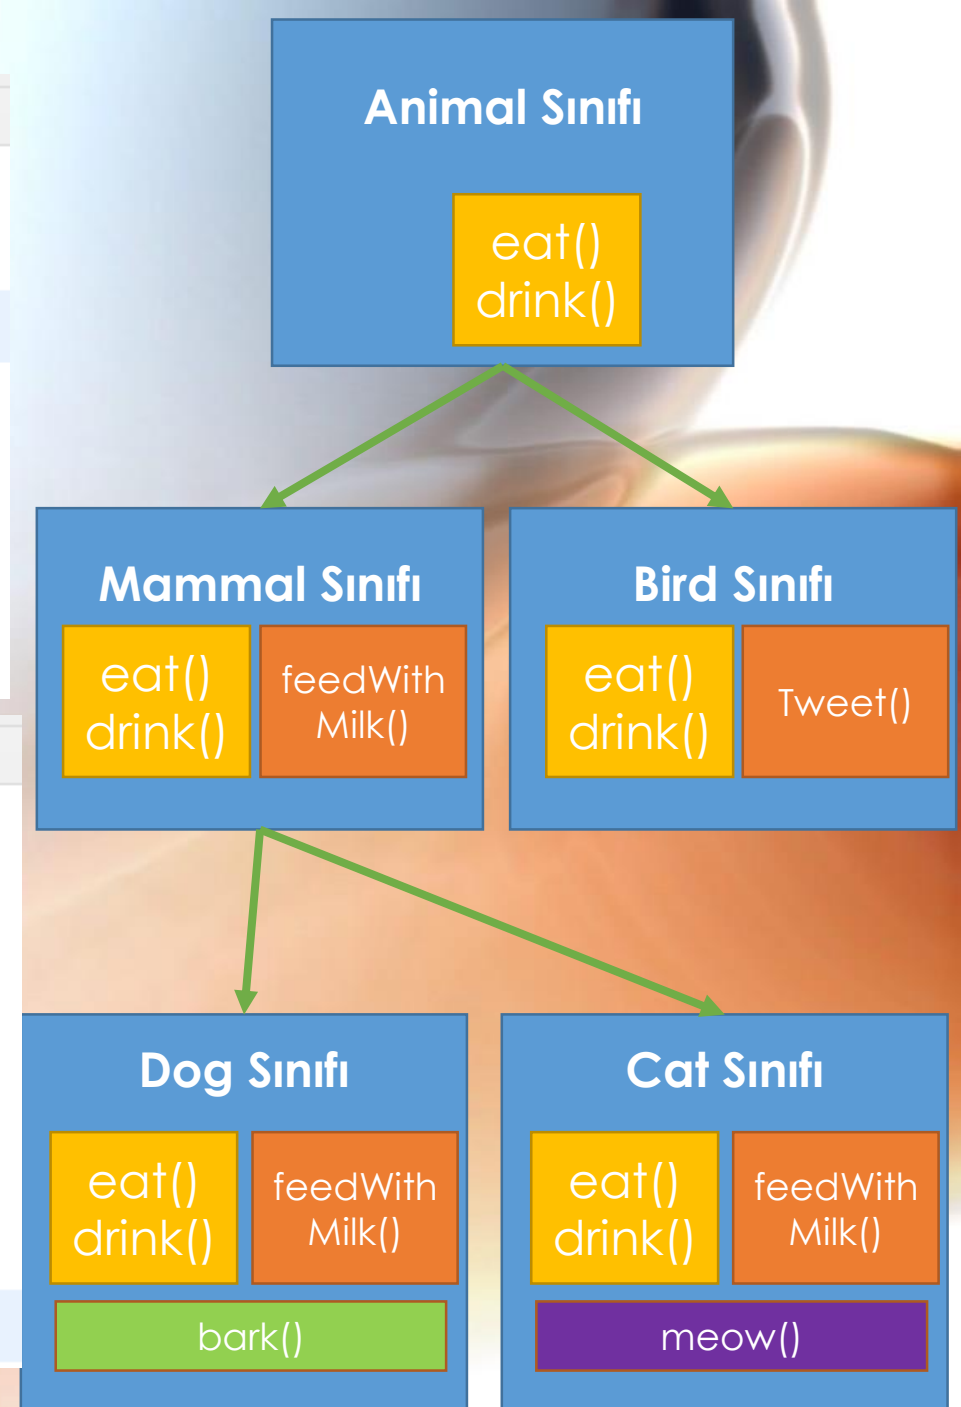 Animal Sınıfı
eat()
drink()
Mammal Sınıfı
eat()
drink()
feedWith
Milk()
Bird Sınıfı
eat()
drink()
Tweet()
Dog Sınıfı
eat()
drink()
feedWith
Milk()
bark()
Cat Sınıfı
eat()
drink()
feedWith
Milk()
meow()